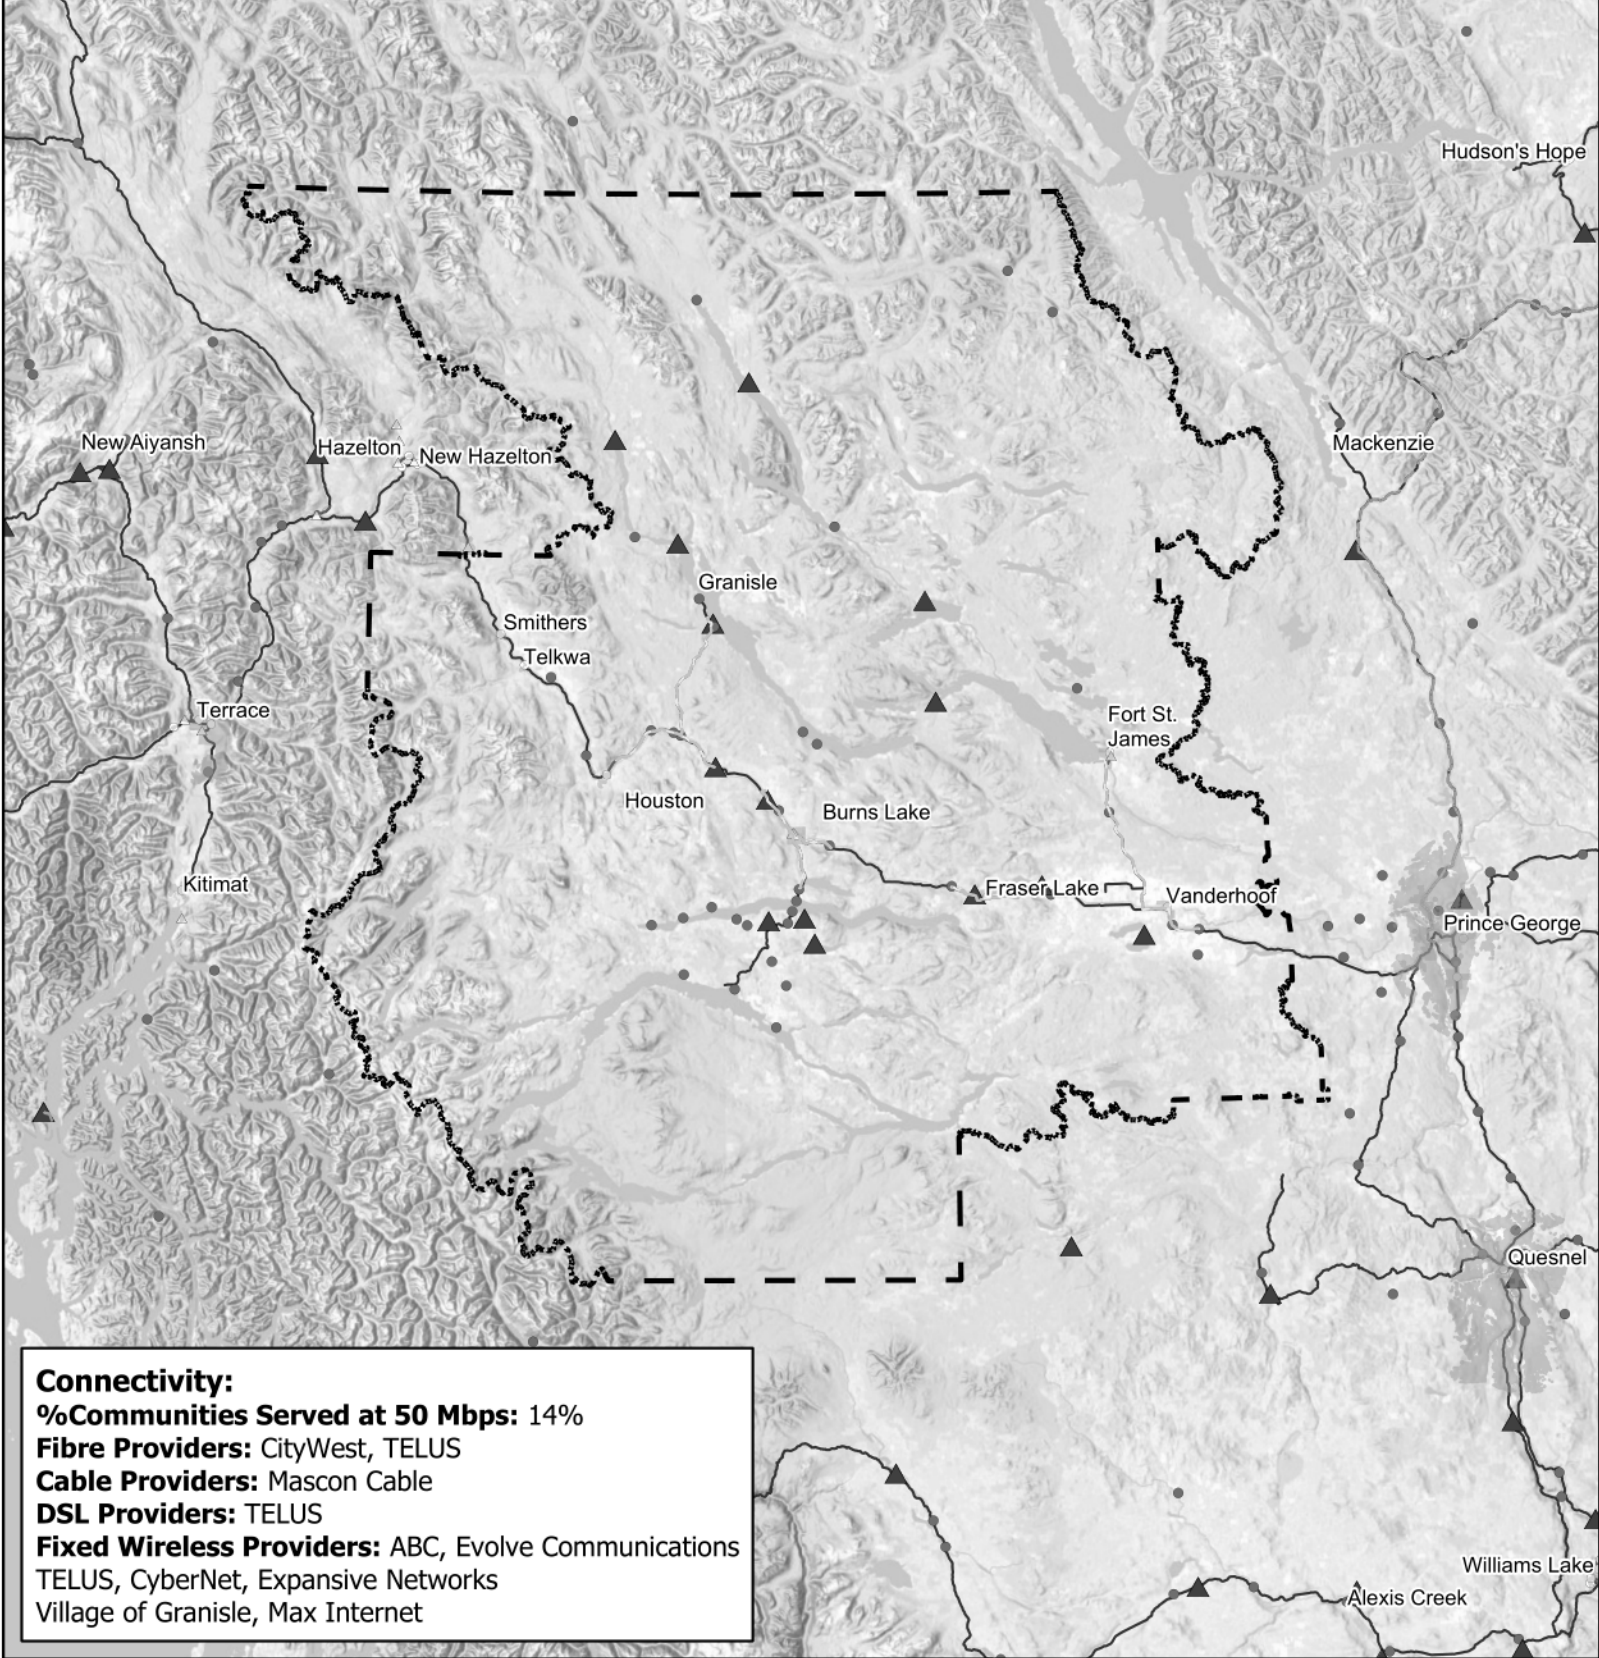 Hudson's Hope
New Aiyansh
Hazelton
New Hazelton
Mackenzie
Granisle
Smithers
Telkwa
Terrace
Fort St.
James
Houston
Burns Lake
Kitimat
Fraser Lake
Vanderhoof
Prince George
Quesnel
Connectivity:
%Communities Served at 50 Mbps: 14%
Fibre Providers: CityWest, TELUS
Cable Providers: Mascon Cable
DSL Providers: TELUS
Fixed Wireless Providers: ABC, Evolve Communications
TELUS, CyberNet, Expansive Networks
Village of Granisle, Max Internet
Williams Lake
Alexis Creek